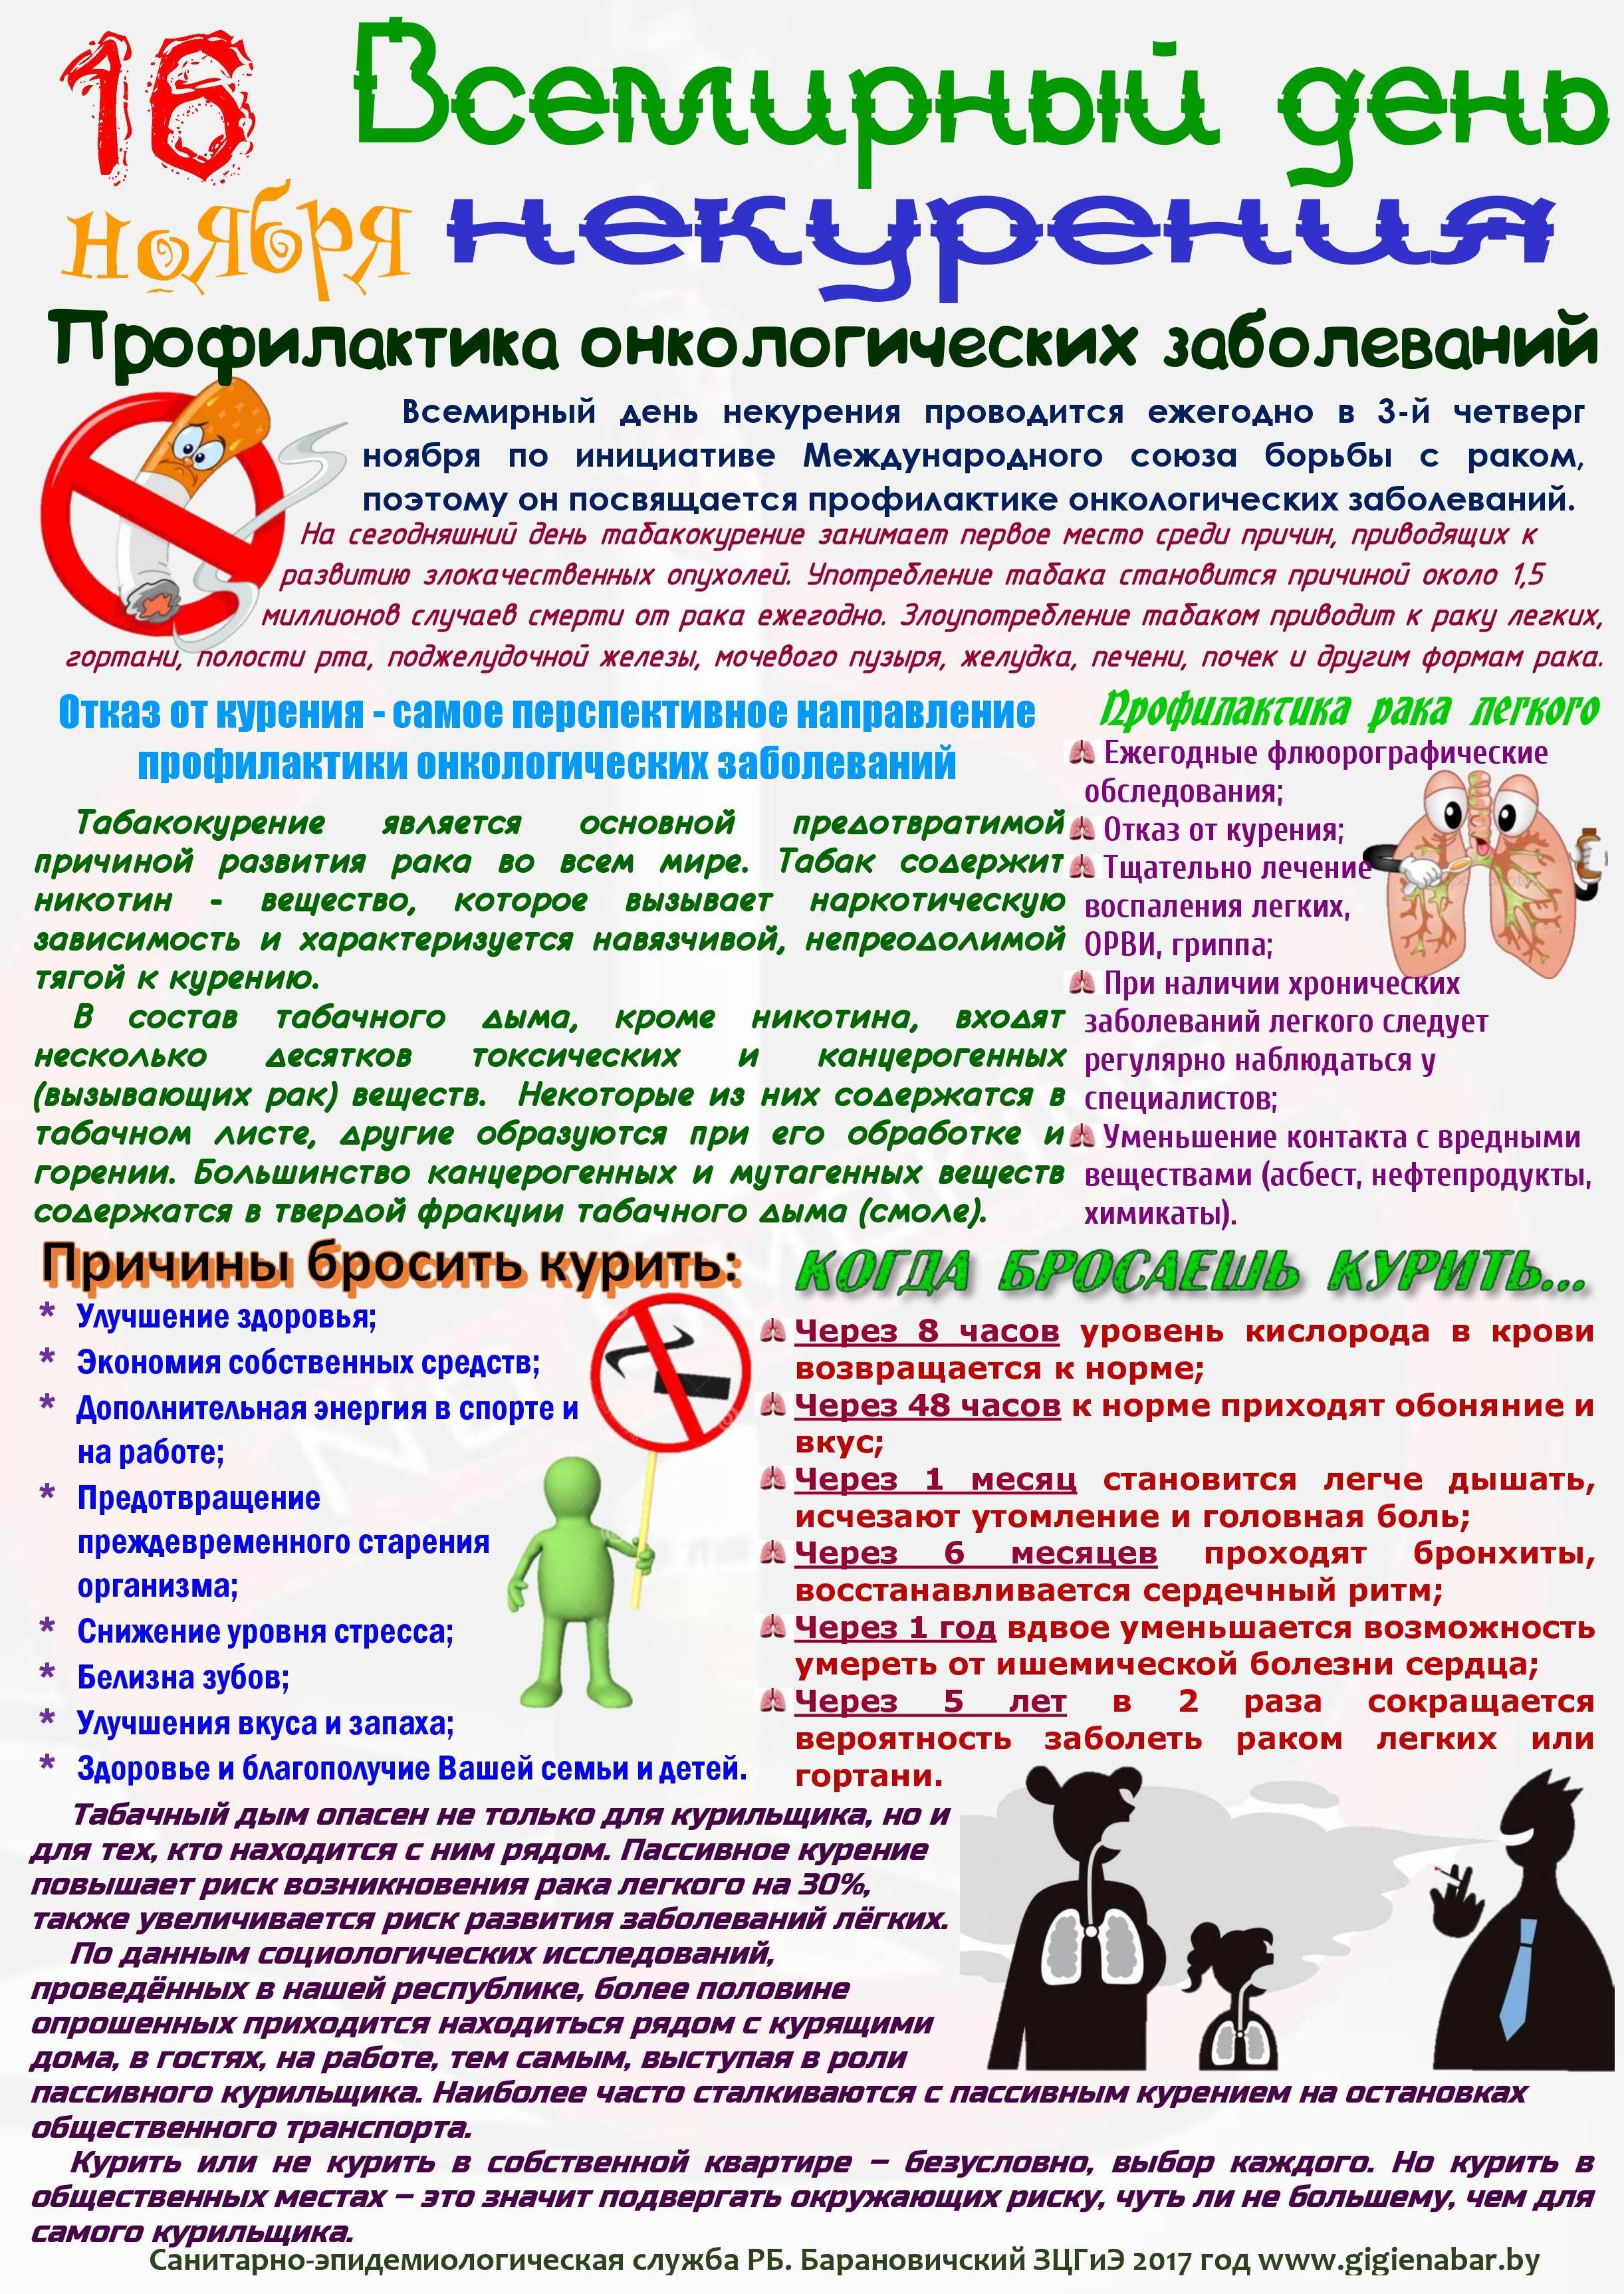 16 Всемирный день
ноября некурения
Профилактика онкологических заболеваний
Всемирный день некурения проводится ежегодно в 3-й четверг
ноября по инициативе Международного союза борьбы с раком,
поэтому он посвящается профилактике онкологических заболеваний.
На сегодняшний день табакокурение занимает первое место среди причин, приводящих к
развитию злокачественных опухолей. Употребление табака становится причиной около 1,5
миллионов случаев смерти от рака ежегодно. Злоупотребление табаком приводит к раку легких,
гортани, полости рта, поджелудочной железы, мочевого пузыря, желудка, печени, почек и другим формам рака.
Отказ от курения - самое перспективное направление
профилактики онкологических заболеваний
Табакокурение является основной предотвратимой
причиной развития рака во всем мире. Табак содержит
никотин - вещество, которое вызывает наркотическую
зависимость и характеризуется навязчивой, непреодолимой
тягой к курению.
В состав табачного дыма, кроме никотина, входят
несколько десятков токсических и канцерогенных
(вызывающих рак) веществ. Некоторые из них содержатся в
табачном листе, другие образуются при его обработке и
горении. Большинство канцерогенных и мутагенных веществ
содержатся в твердой фракции табачного дыма (смоле).
Профилактика рака легкого
Ежегодные флюорографические
обследования;
Отказ от курения;
Тщательно лечение
воспаления легких,
ОРВИ, гриппа;
При наличии хронических
заболеваний легкого следует
регулярно наблюдаться у
специалистов;
Уменьшение контакта с вредными
веществами (асбест, нефтепродукты,
химикаты).
Причины бросить курить:
* Улучшение здоровья;
* Экономия собственных средств;
* Дополнительная энергия в спорте и
на работе;
* Предотвращение
преждевременного старения
организма;
* Снижение уровня стресса;
* Белизна зубов;
* Улучшения вкуса и запаха;
* Здоровье и благополучие Вашей семьи и детей.
КОГДА БРОСАЕШЬ КУРИТЬ...
Через 8 часов уровень кислорода в крови
возвращается к норме;
Через 48 часов к норме приходят обоняние и
вкус;
Через 1 месяц становится легче дышать,
исчезают утомление и головная боль;
Через 6 месяцев проходят бронхиты,
восстанавливается сердечный ритм;
Через 1 год вдвое уменьшается возможность
умереть от ишемической болезни сердца;
Через 5 лет в 2 раза сокращается
вероятность заболеть раком легких или
гортани.
Табачный дым опасен не только для курильщика, но и
для тех, кто находится с ним рядом. Пассивное курение
повышает риск возникновения рака легкого на 30%,
также увеличивается риск развития заболеваний лёгких.
По данным социологических исследований,
проведённых в нашей республике, более половине
опрошенных приходится находиться рядом с курящими
дома, в гостях, на работе, тем самым, выступая в роли
пассивного курильщика. Наиболее часто сталкиваются с пассивным курением на остановках
общественного транспорта.
Курить или не курить в собственной квартире – безусловно, выбор каждого. Но курить в
общественных местах – это значит подвергать окружающих риску, чуть ли не большему, чем для
самого курильщика.
Санитарно-эпидемиологическая служба РБ. Барановичский ЗЦГиЭ 2017 год www.gigienabar.by